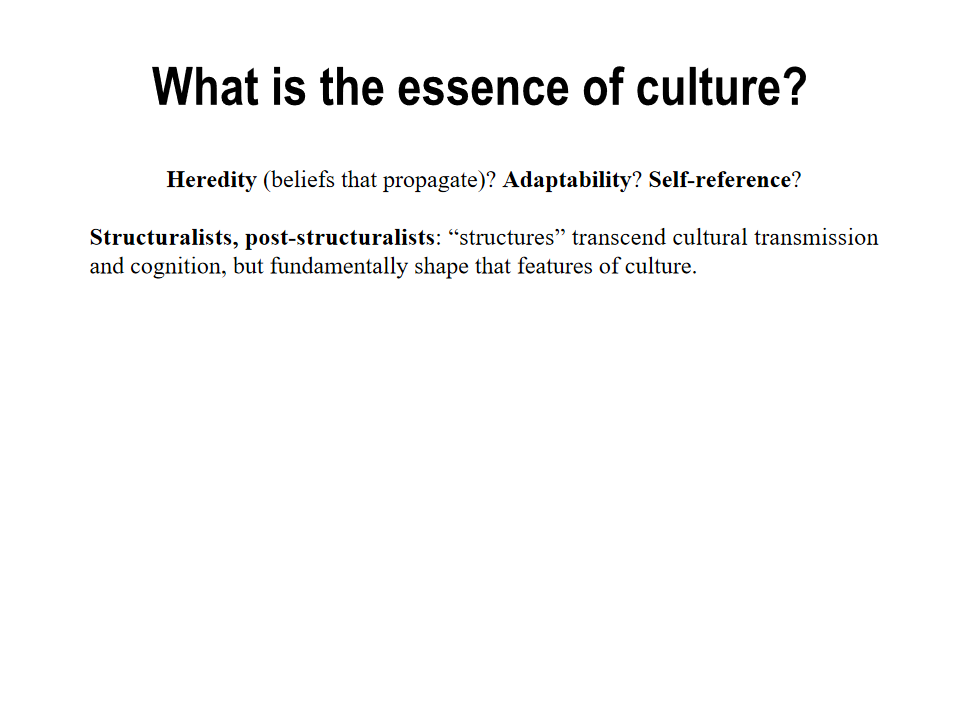 What is the essence of culture?
Heredity (beliefs that propagate)? Adaptability? Self-reference?
Structuralists, post-structuralists: “structures” transcend cultural transmission
and cognition, but fundamentally shape that features of culture.